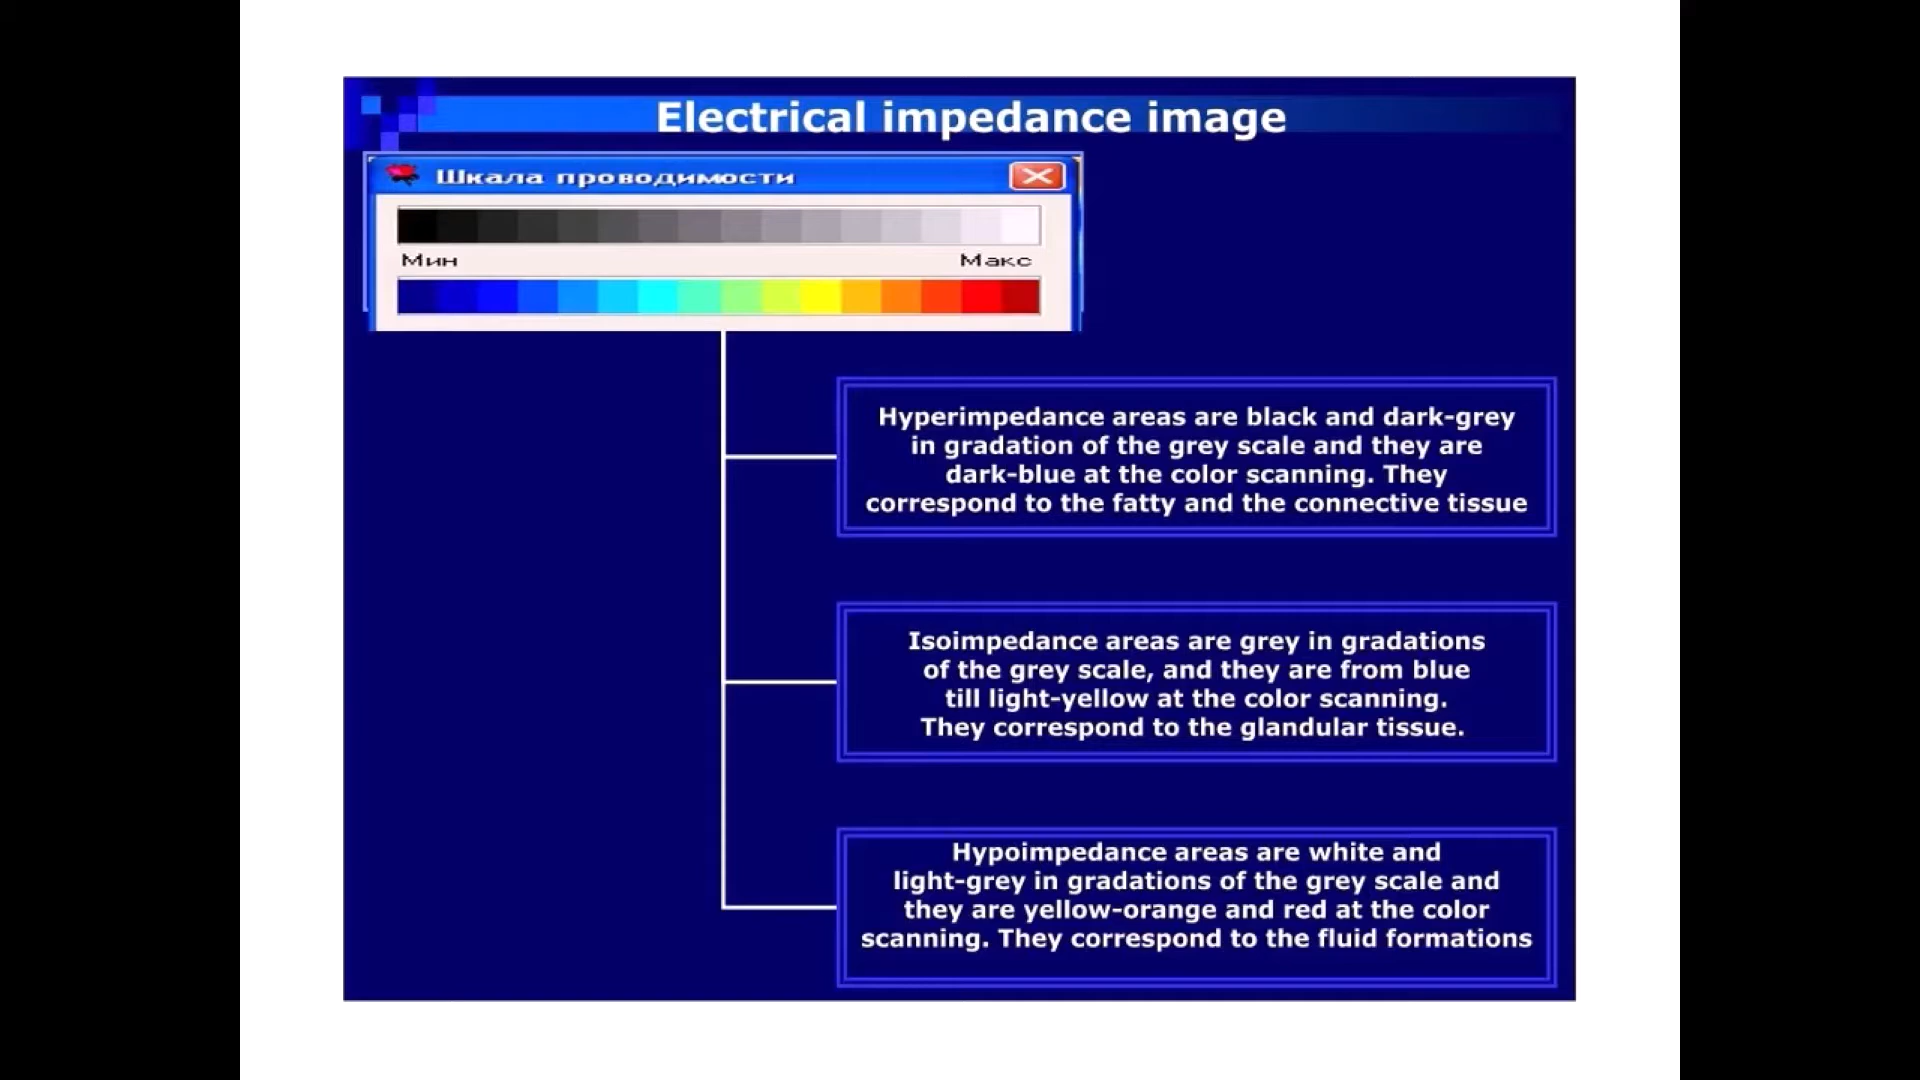 Electrical impedance image
Шкала проводимости
Мин Макс
Hyperimpedance areas are black and dark-grey
in gradation of the grey scale and they are
dark-blue at the color scanning. They
correspond to the fatty and the connective tissue
Isoimpedance areas are grey in gradations
of the grey scale, and they are from blue
till light-yellow at the color scanning.
They correspond to the glandular tissue.
Hypoimpedance areas are white and
light-grey in gradations of the grey scale and
they are yellow-orange and red at the color
scanning. They correspond to the fluid formations